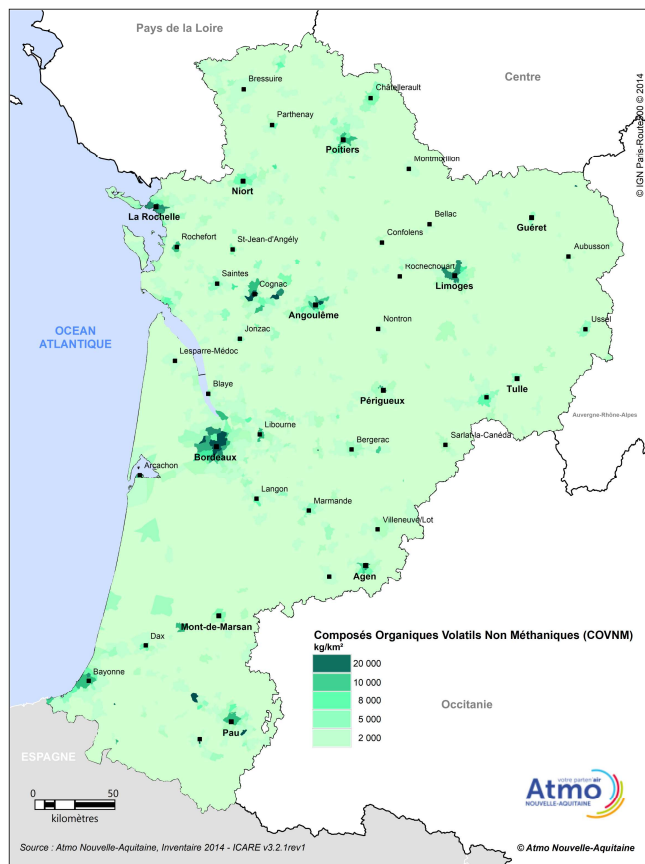 Pays de la Loire
Centre
© IGN Paris-Route500 © 2014
Bressuire
Châtellerault
Parthenay
Poitiers
Montmorillon
Niort
La Rochelle
Bellac
Guéret
Rochefort
St-Jean-d'Angély
Confolens
Aubusson
Rochechouart
Saintes
Cognac
Limoges
Angoulême
OCEAN
ATLANTIQUE
Jonzac
Nontron
Ussel
Lesparre-Médoc
Blaye
Périgueux
Tulle
Auvergne-Rhône-Alpes
Libourne
Bergerac
Sarlat-la-Canéda
Bordeaux
Arcachon
Langon
Marmande
Villeneuve/Lot
Agen
Mont-de-Marsan
Dax
Composés Organiques Volatils Non Méthaniques (COVNM)
kg/km²
20 000
10 000
8 000
5 000
2 000
Bayonne
Occitanie
Pau
ESPAGNE
0 50
kilomètres
votre parten'air
Atmo
NOUVELLE-AQUITAINE
Source : Atmo Nouvelle-Aquitaine, Inventaire 2014 - ICARE v3.2.1rev1
© Atmo Nouvelle-Aquitaine